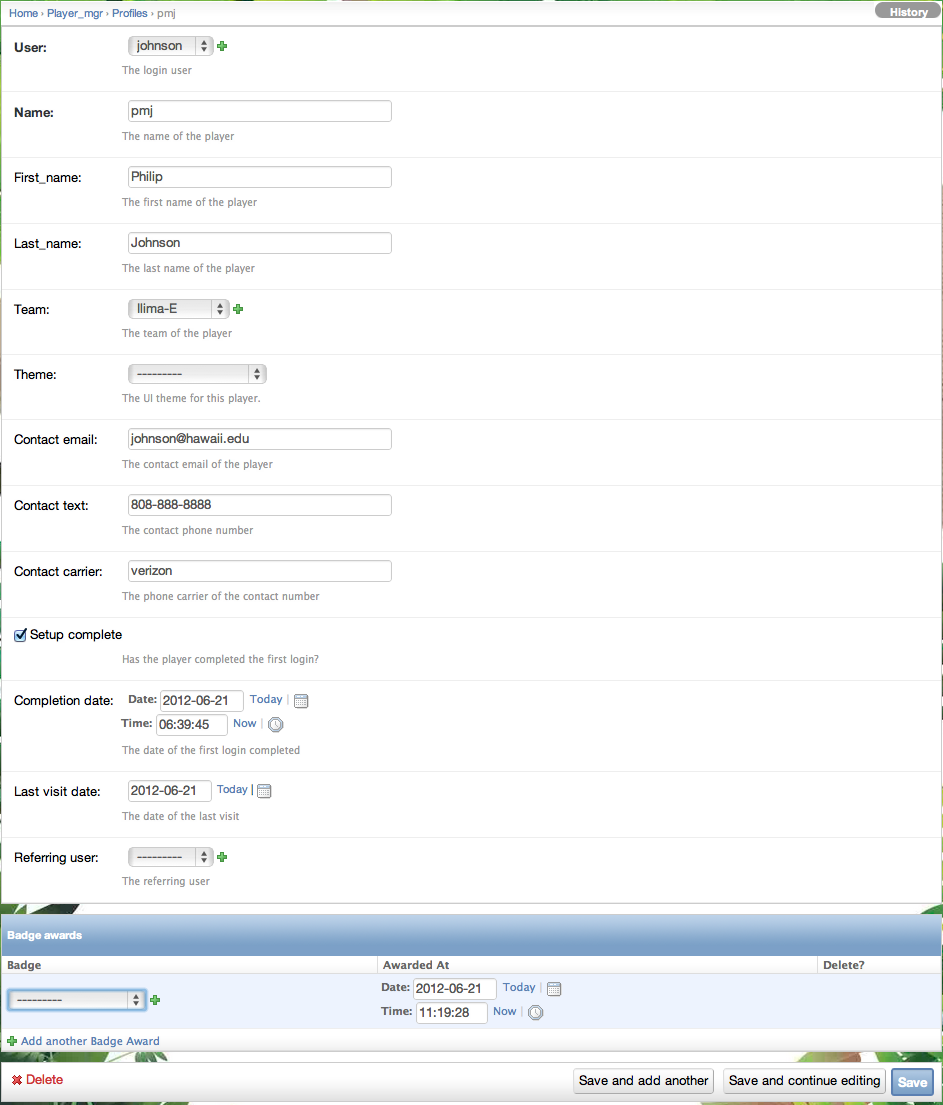 Home › Player_mgr › Profiles › pmj
History
User: johnson
The login user
Name: pmj
The name of the player
First_name: Philip
The first name of the player
Last_name: Johnson
The last name of the player
Team: Ilima-E
The team of the player
Theme: ---------
The UI theme for this player.
Contact email: johnson@hawaii.edu
The contact email of the player
Contact text: 808-888-8888
The contact phone number
Contact carrier: verizon
The phone carrier of the contact number
Setup complete
Has the player completed the first login?
Completion date: Date: 2012-06-21 Today |
Time: 06:39:45 Now |
The date of the first login completed
Last visit date: 2012-06-21 Today |
The date of the last visit
Referring user: ---------
The referring user
Badge awards
Badge Awarded At Delete?
--------- Date: 2012-06-21 Today |
Time: 11:19:28 Now |
Add another Badge Award
Delete Save and add another Save and continue editing Save